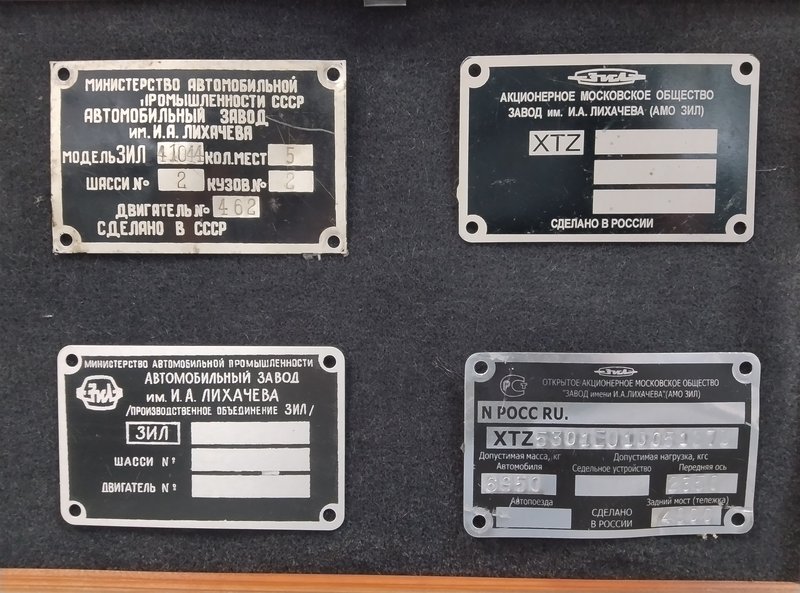 МИНИСТЕРСТВО АВТОМОБИЛЬНОЙ
ПРОМЫШЛЕННОСТИ СССР
АВТОМОБИЛЬНЫЙ ЗАВОД
ИМ. И.А. ЛИХАЧЕВА
МОДЕЛЬ ЗИЛ 41044 КОЛ. МЕСТ 5
ШАССИ № 2 КУЗОВ № 2
ДВИГАТЕЛЬ № 462
СДЕЛАНО В СССР
ЗИЛ
АКЦИОНЕРНОЕ МОСКОВСКОЕ ОБЩЕСТВО
ЗАВОД им. И.А. ЛИХАЧЕВА (АМО ЗИЛ)
XTZ
СДЕЛАНО В РОССИИ
МИНИСТЕРСТВО АВТОМОБИЛЬНОЙ ПРОМЫШЛЕННОСТИ
ЗИЛ
АВТОМОБИЛЬНЫЙ ЗАВОД
ИМ. И.А. ЛИХАЧЕВА
/ПРОИЗВОДСТВЕННОЕ ОБЪЕДИНЕНИЕ ЗИЛ/
ЗИЛ
ШАССИ №
ДВИГАТЕЛЬ №
ЗИЛ
ОТКРЫТОЕ АКЦИОНЕРНОЕ МОСКОВСКОЕ ОБЩЕСТВО
"ЗАВОД ИМЕНИ И.А.ЛИХАЧЕВА"(АМО ЗИЛ)
N РОСС RU.
XTZ
Допустимая масса, кг Допустимая нагрузка, кгс
Автомобиля Седельное устройство Передняя ось
6950
Автопоезда Задний мост (тележка)
СДЕЛАНО
В РОССИИ